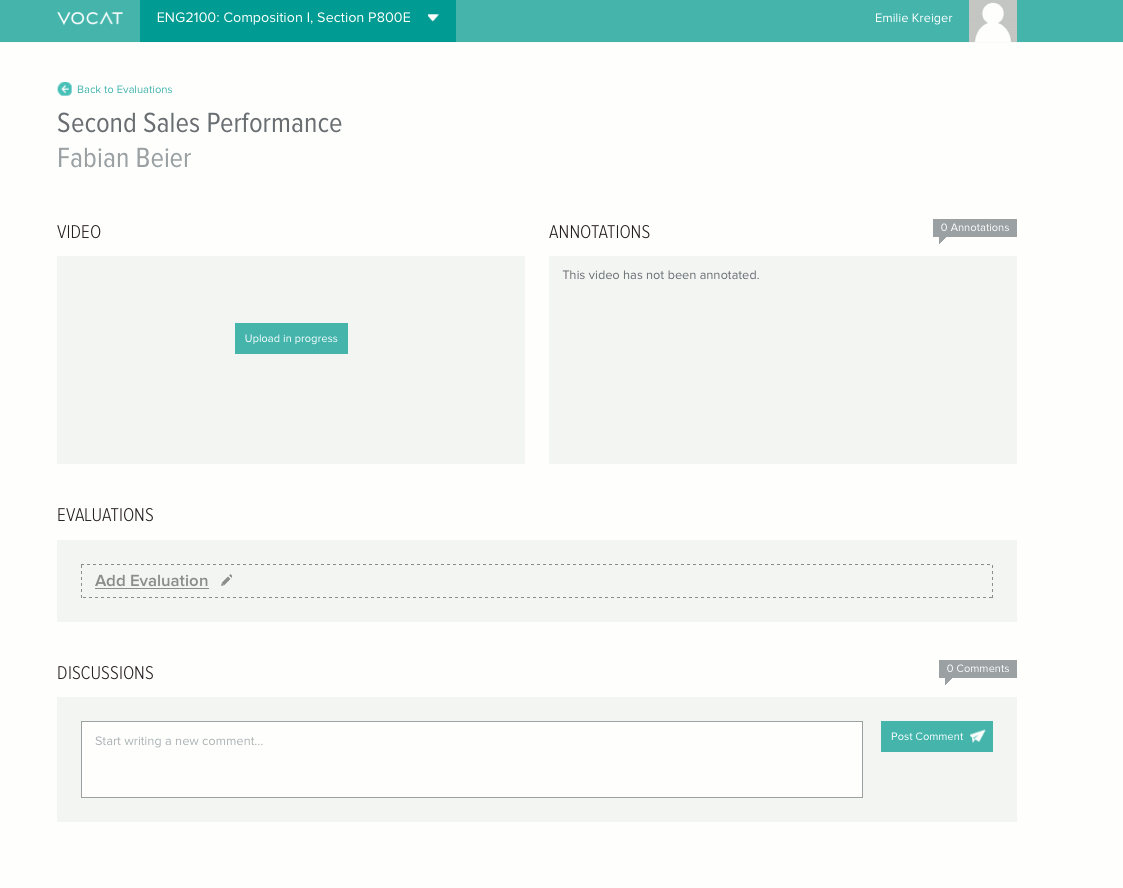 VOCAT
ENG2100: Composition I, Section P800E
Emilie Kreiger
Back to Evaluations
Second Sales Performance
Fabian Beier
VIDEO
ANNOTATIONS
0 Annotations
Upload in progress
This video has not been annotated.
EVALUATIONS
Add Evaluation
DISCUSSIONS
0 Comments
Start writing a new comment...
Post Comment